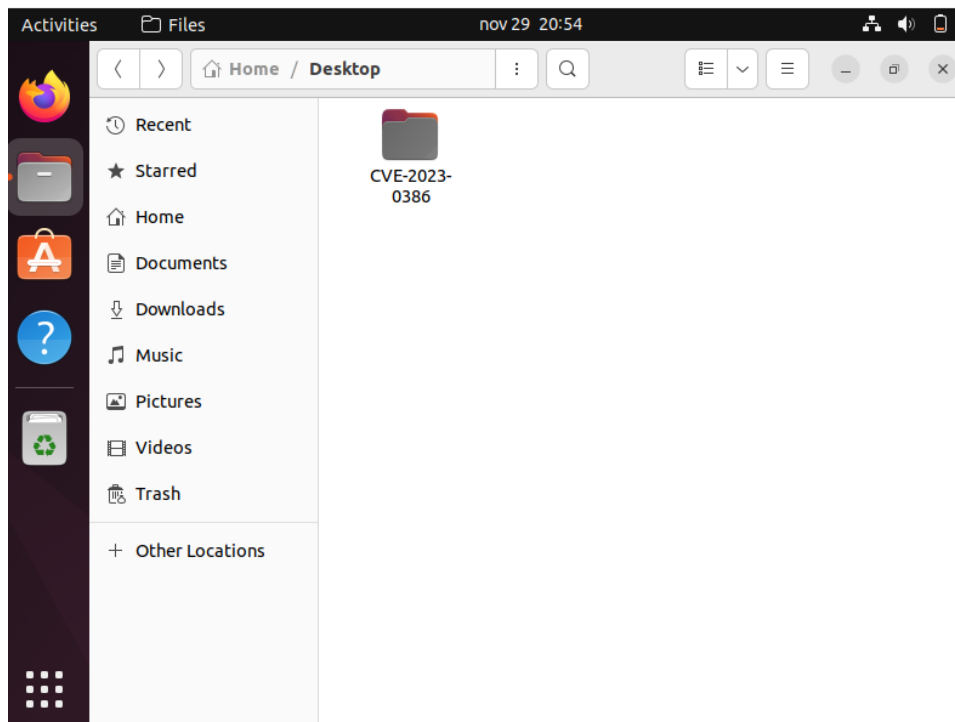 Activities Files nov 29 20:54
Home / Desktop
Recent
Starred
Home
Documents
Downloads
Music
Pictures
Videos
Trash
+ Other Locations
CVE-2023-
0386